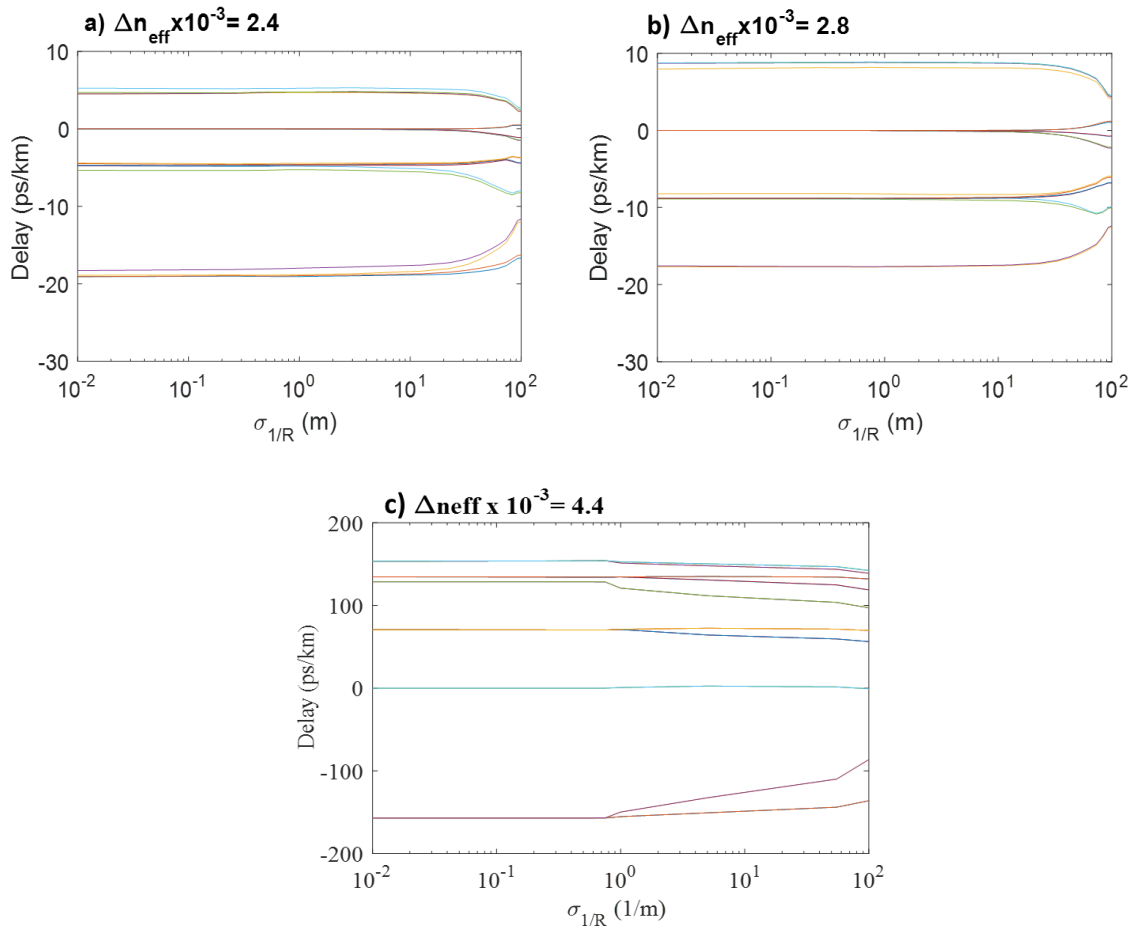 a) Δn_eff x10^-3 = 2.4
10
5
0
-10
-20
-30
Delay (ps/km)
10^-2 10^-1 10^0 10^1 10^2
σ_1/R (m)
b) Δn_eff x10^-3 = 2.8
10
0
-10
-20
-30
Delay (ps/km)
10^-2 10^-1 10^0 10^1 10^2
σ_1/R (m)
c) Δneff x 10^-3 = 4.4
200
100
0
-100
-200
Delay (ps/km)
10^-2 10^-1 10^0 10^1 10^2
σ_1/R (1/m)